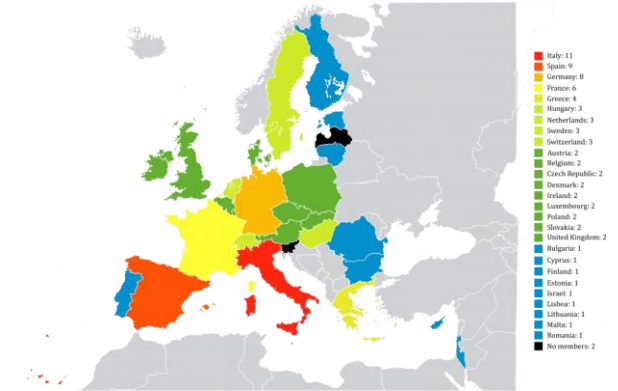 Italy: 11
Spain: 9
Germany: 8
France: 6
Greece: 4
Hungary: 3
Netherlands: 3
Sweden: 3
Switzerland: 3
Austria: 2
Belgium: 2
Czech Republic: 2
Denmark: 2
Ireland: 2
Luxembourg: 2
Poland: 2
Slovakia: 2
United Kingdom: 2
Bulgaria: 1
Cyprus: 1
Finland: 1
Estonia: 1
Israel: 1
Lisboa: 1
Lithuania: 1
Malta: 1
Romania: 1
No members: 2